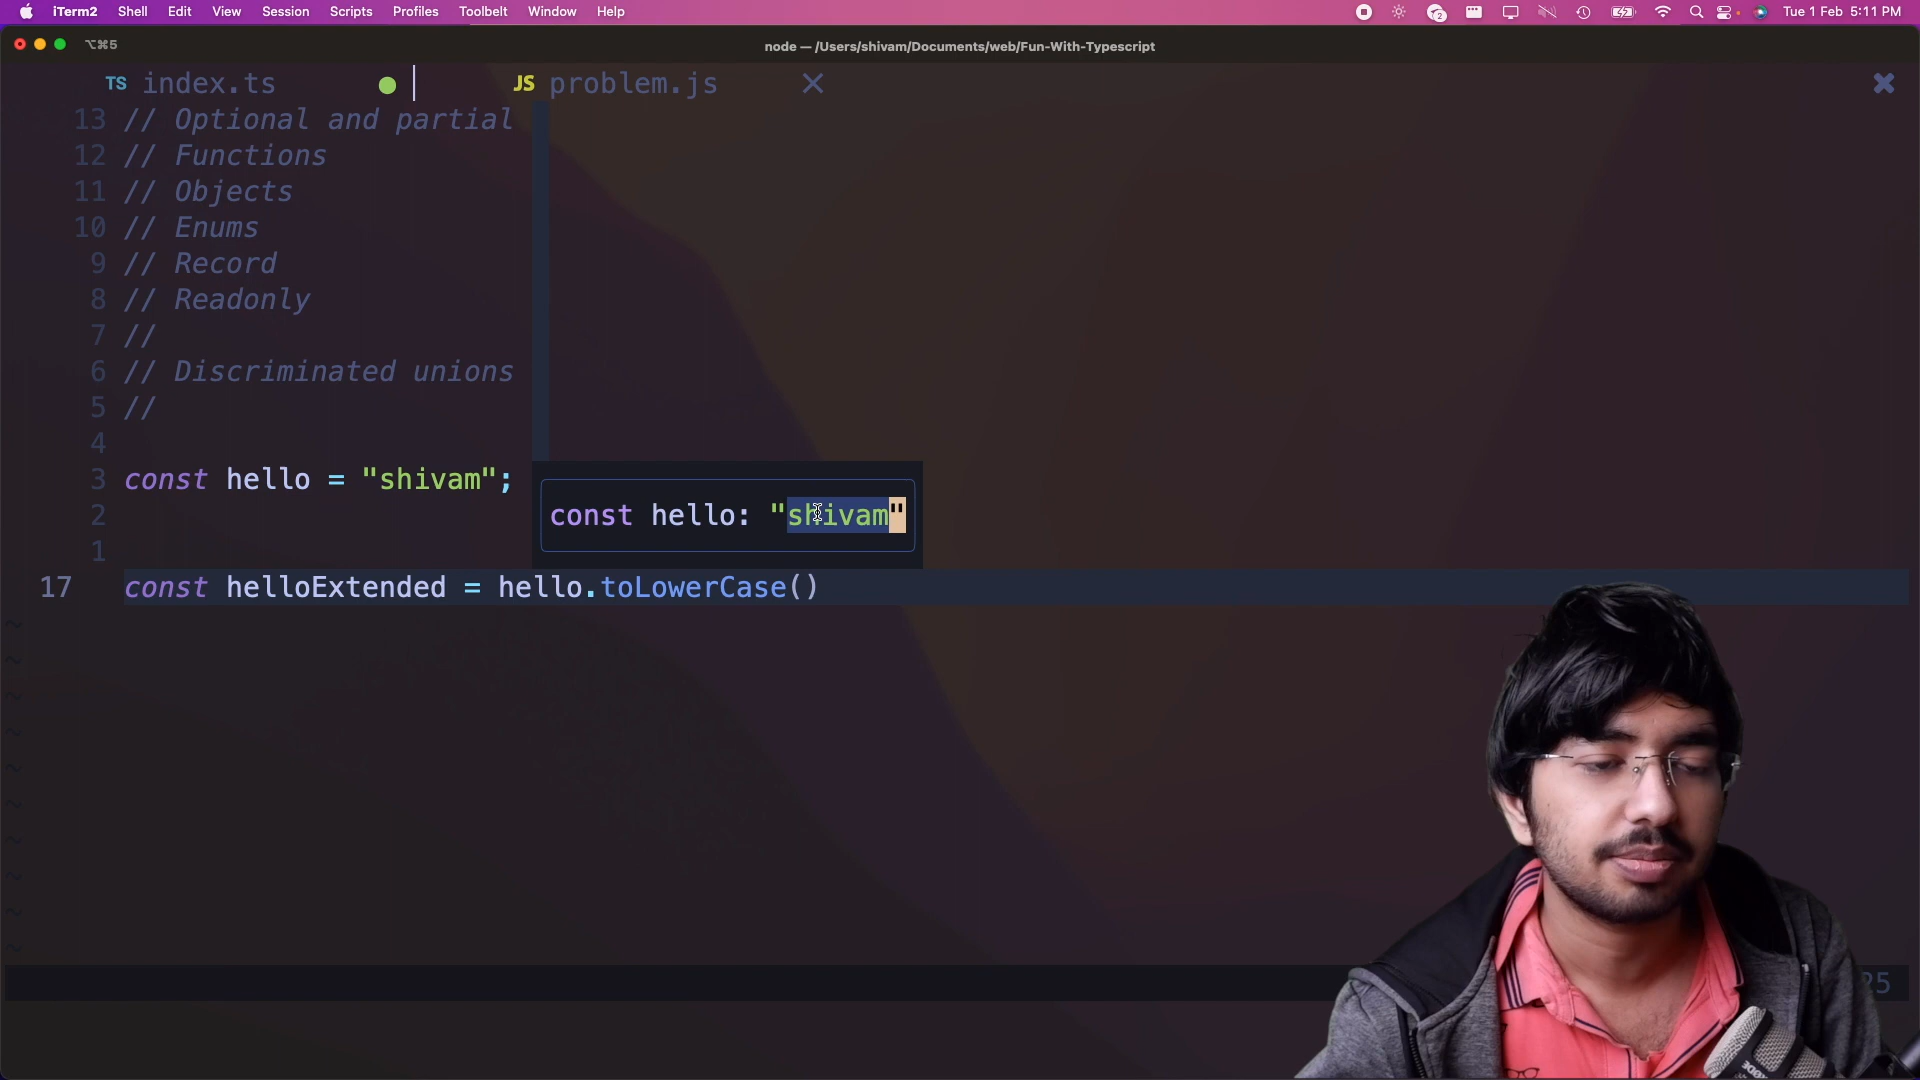 iTerm2 Shell Edit View Session Scripts Profiles Toolbelt Window Help 2 Tue 1 Feb 5:11 PM
⌥⌘5 node — /Users/shivam/Documents/web/Fun-With-Typescript
TS index.ts ● JS problem.js ✕ ✖
13 // Optional and partial
12 // Functions
11 // Objects
10 // Enums
9 // Record
8 // Readonly
7 //
6 // Discriminated unions
5 //
4
3 const hello = "shivam";
2 const hello: "shivam"
1
17 const helloExtended = hello.toLowerCase()
~
~
~
~
~
~
~
~
~
~
25